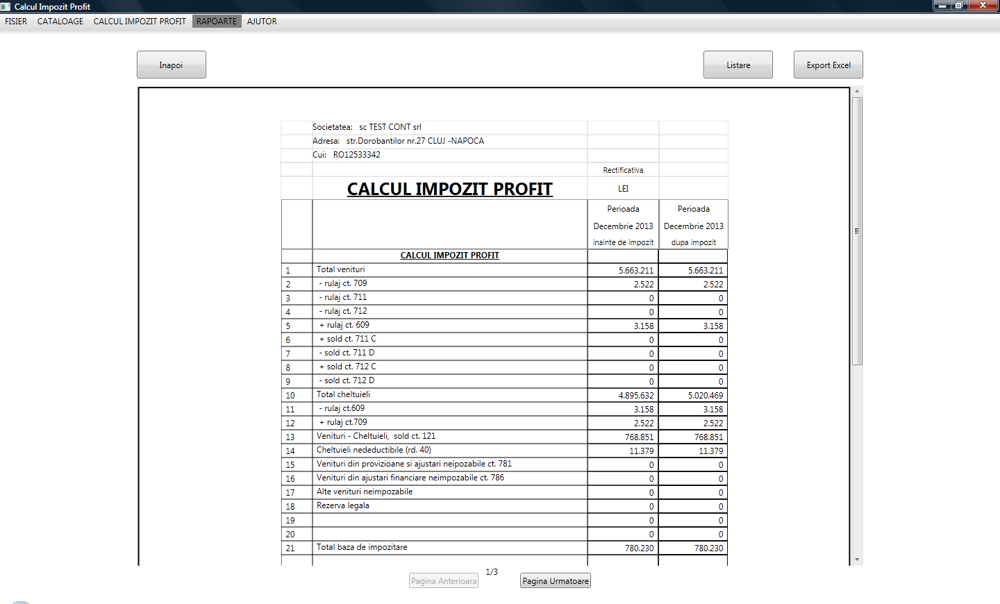 Calcul Impozit Profit
FISIER CATALOAGE CALCUL IMPOZIT PROFIT RAPOARTE AJUTOR
Inapoi Listare Export Excel
Societatea: sc TEST CONT srl
Adresa: str.Dorobantilor nr.27 CLUJ -NAPOCA
Cui: RO12533342
Rectificativa
CALCUL IMPOZIT PROFIT LEI
Perioada Perioada
Decembrie 2013 Decembrie 2013
inainte de impozit dupa impozit
CALCUL IMPOZIT PROFIT
1 Total venituri 5.663.211 5.663.211
2 - rulaj ct. 709 2.522 2.522
3 - rulaj ct. 711 0 0
4 - rulaj ct. 712 0 0
5 + rulaj ct. 609 3.158 3.158
6 + sold ct. 711 C 0 0
7 - sold ct. 711 D 0 0
8 + sold ct. 712 C 0 0
9 - sold ct. 712 D 0 0
10 Total cheltuieli 4.895.632 5.020.469
11 - rulaj ct.609 3.158 3.158
12 + rulaj ct.709 2.522 2.522
13 Venituri - Cheltuieli, sold ct. 121 768.851 768.851
14 Cheltuieli nedeductibile (rd. 40) 11.379 11.379
15 Venituri din provizioane si ajustari neipozabile ct. 781 0 0
16 Venituri din ajustari financiare neimpozabile ct. 786 0 0
17 Alte venituri neimpozabile 0 0
18 Rezerva legala 0 0
19 0 0
20 0 0
21 Total baza de impozitare 780.230 780.230
Pagina Anterioara 1/3 Pagina Urmatoare